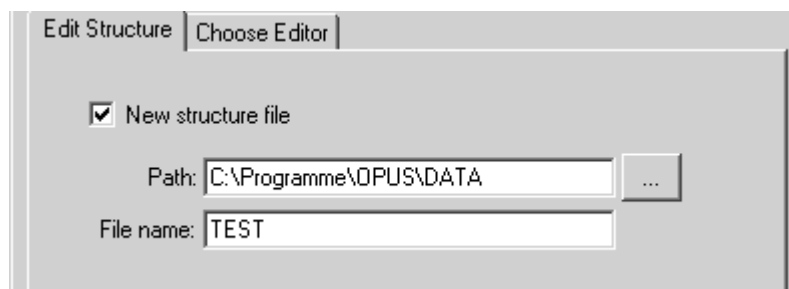 Edit Structure Choose Editor
New structure file
Path: C:\Programme\OPUS\DATA ...
File name: TEST